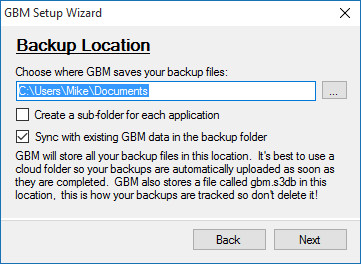 GBM Setup Wizard
Backup Location
Choose where GBM saves your backup files:
C:\Users\Mike\Documents
...
Create a sub-folder for each application
Sync with existing GBM data in the backup folder
GBM will store all your backup files in this location.  It's best to use a
cloud folder so your backups are automatically uploaded as soon as
they are completed.  GBM also stores a file called gbm.s3db in this
location,  this is how your backups are tracked so don't delete it!
Back
Next